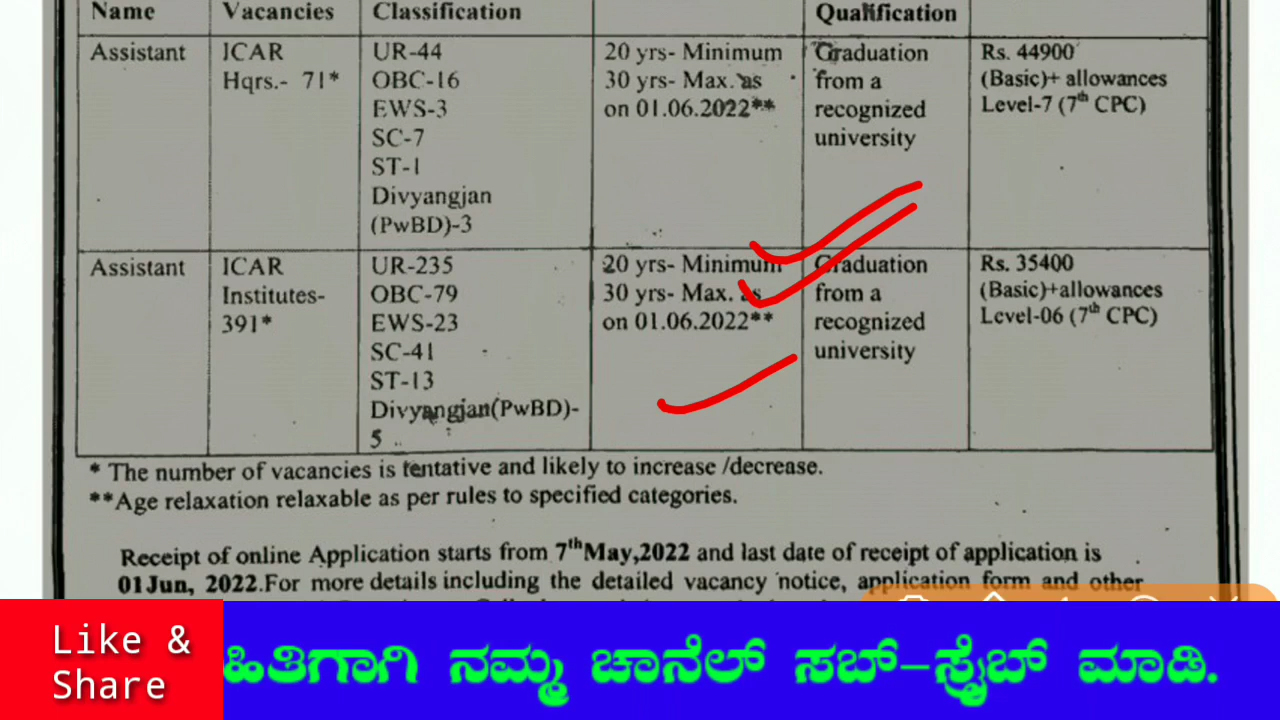 Name Vacancies Classification Qualification
Assistant ICAR UR-44 20 yrs- Minimum Graduation Rs. 44900
Hqrs.- 71* OBC-16 30 yrs- Max. as from a (Basic)+ allowances
EWS-3 on 01.06.2022** recognized Level-7 (7th CPC)
SC-7 university
ST-1
Divyangjan
(PwBD)-3
Assistant ICAR UR-235 20 yrs- Minimum Graduation Rs. 35400
Institutes- OBC-79 30 yrs- Max. as from a (Basic)+allowances
391* EWS-23 on 01.06.2022** recognized Level-06 (7th CPC)
SC-41 university
ST-13
Divyangjan(PwBD)-
5
* The number of vacancies is tentative and likely to increase /decrease.
**Age relaxation relaxable as per rules to specified categories.
Receipt of online Application starts from 7th May,2022 and last date of receipt of application is
01Jun, 2022.For more details including the detailed vacancy notice, application form and other
Like &
Share
ಹಿತಿಗಾಗಿ ನಮ್ಮ ಚಾನೆಲ್ ಸಬ್-ಸ್ಕ್ರೈಬ್ ಮಾಡಿ.